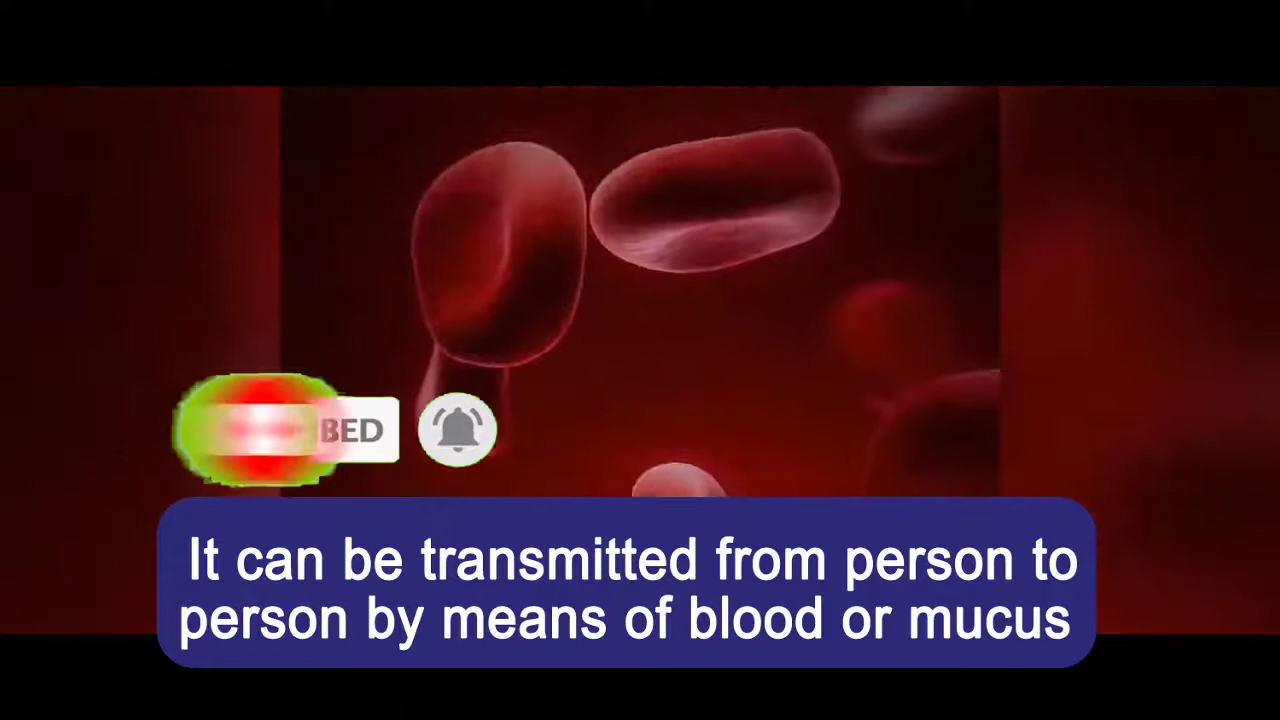 BED
It can be transmitted from person to
person by means of blood or mucus